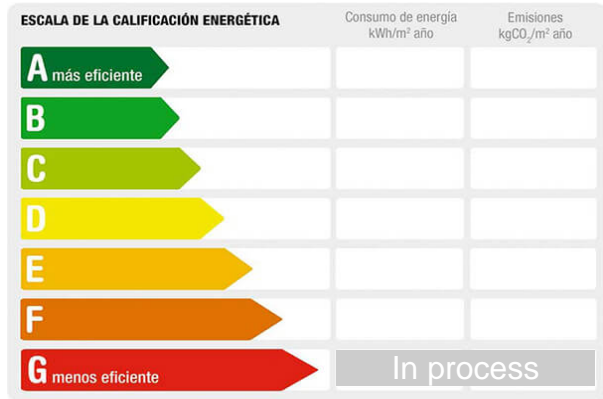 ESCALA DE LA CALIFICACIÓN ENERGÉTICA
Consumo de energía
kWh/m² año
Emisiones
kgCO₂/m² año
A más eficiente
B
C
D
E
F
G menos eficiente
In process